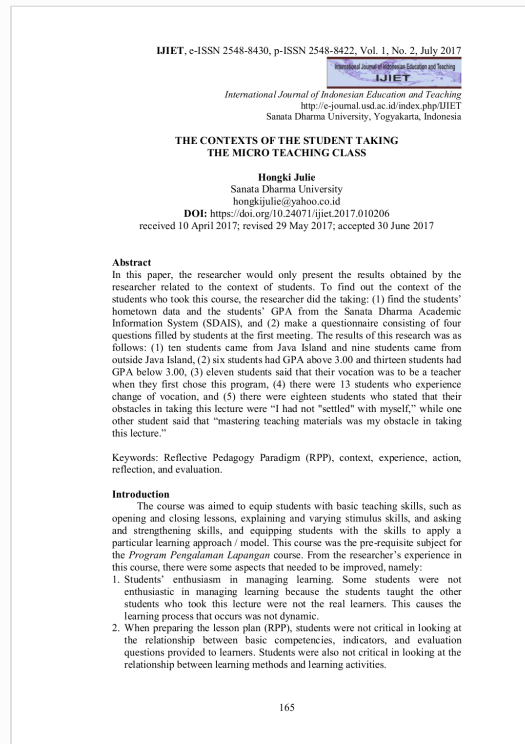 IJIET, e-ISSN 2548-8430, p-ISSN 2548-8422, Vol. 1, No. 2, July 2017
International Journal of Indonesian Education and Teaching
IJIET
International Journal of Indonesian Education and Teaching
http://e-journal.usd.ac.id/index.php/IJIET
Sanata Dharma University, Yogyakarta, Indonesia
THE CONTEXTS OF THE STUDENT TAKING
THE MICRO TEACHING CLASS
Hongki Julie
Sanata Dharma University
hongkijulie@yahoo.co.id
DOI: https://doi.org/10.24071/ijiet.2017.010206
received 10 April 2017; revised 29 May 2017; accepted 30 June 2017
Abstract
In this paper, the researcher would only present the results obtained by the
researcher related to the context of students. To find out the context of the
students who took this course, the researcher did the taking: (1) find the students'
hometown data and the students' GPA from the Sanata Dharma Academic
Information System (SDAIS), and (2) make a questionnaire consisting of four
questions filled by students at the first meeting. The results of this research was as
follows: (1) ten students came from Java Island and nine students came from
outside Java Island, (2) six students had GPA above 3.00 and thirteen students had
GPA below 3.00, (3) eleven students said that their vocation was to be a teacher
when they first chose this program, (4) there were 13 students who experience
change of vocation, and (5) there were eighteen students who stated that their
obstacles in taking this lecture were "I had not "settled" with myself," while one
other student said that "mastering teaching materials was my obstacle in taking
this lecture."
Keywords: Reflective Pedagogy Paradigm (RPP), context, experience, action,
reflection, and evaluation.
Introduction
The course was aimed to equip students with basic teaching skills, such as
opening and closing lessons, explaining and varying stimulus skills, and asking
and strengthening skills, and equipping students with the skills to apply a
particular learning approach / model. This course was the pre-requisite subject for
the Program Pengalaman Lapangan course. From the researcher's experience in
this course, there were some aspects that needed to be improved, namely:
1. Students' enthusiasm in managing learning. Some students were not
enthusiastic in managing learning because the students taught the other
students who took this lecture were not the real learners. This causes the
learning process that occurs was not dynamic.
2. When preparing the lesson plan (RPP), students were not critical in looking at
the relationship between basic competencies, indicators, and evaluation
questions provided to learners. Students were also not critical in looking at the
relationship between learning methods and learning activities.
165